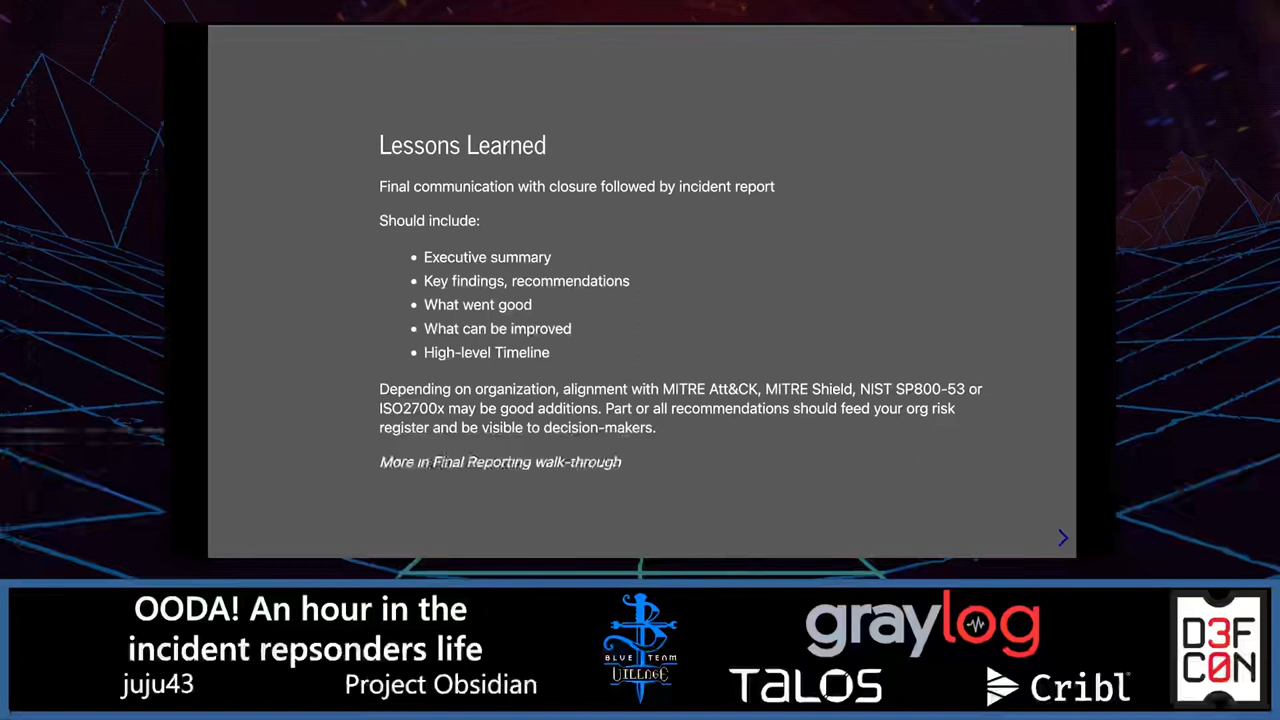 Lessons Learned
Final communication with closure followed by incident report
Should include:
• Executive summary
• Key findings, recommendations
• What went good
• What can be improved
• High-level Timeline
Depending on organization, alignment with MITRE Att&CK, MITRE Shield, NIST SP800-53 or
ISO2700x may be good additions. Part or all recommendations should feed your org risk
register and be visible to decision-makers.
More in Final Reporting walk-through
OODA! An hour in the
incident repsonders life
juju43
Project Obsidian
BLUE TEAM
VILLAGE
graylog
TALOS
Cribl
D3F
C0N